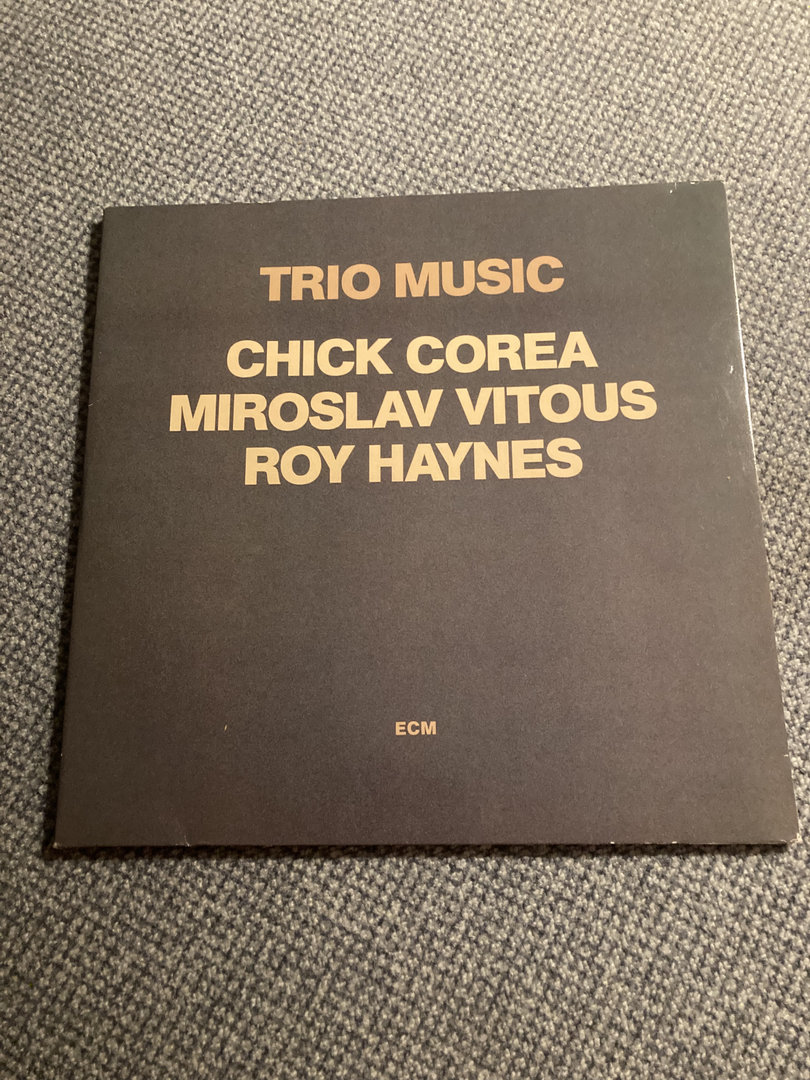 TRIO MUSIC
CHICK COREA
MIROSLAV VITOUS
ROY HAYNES
ECM